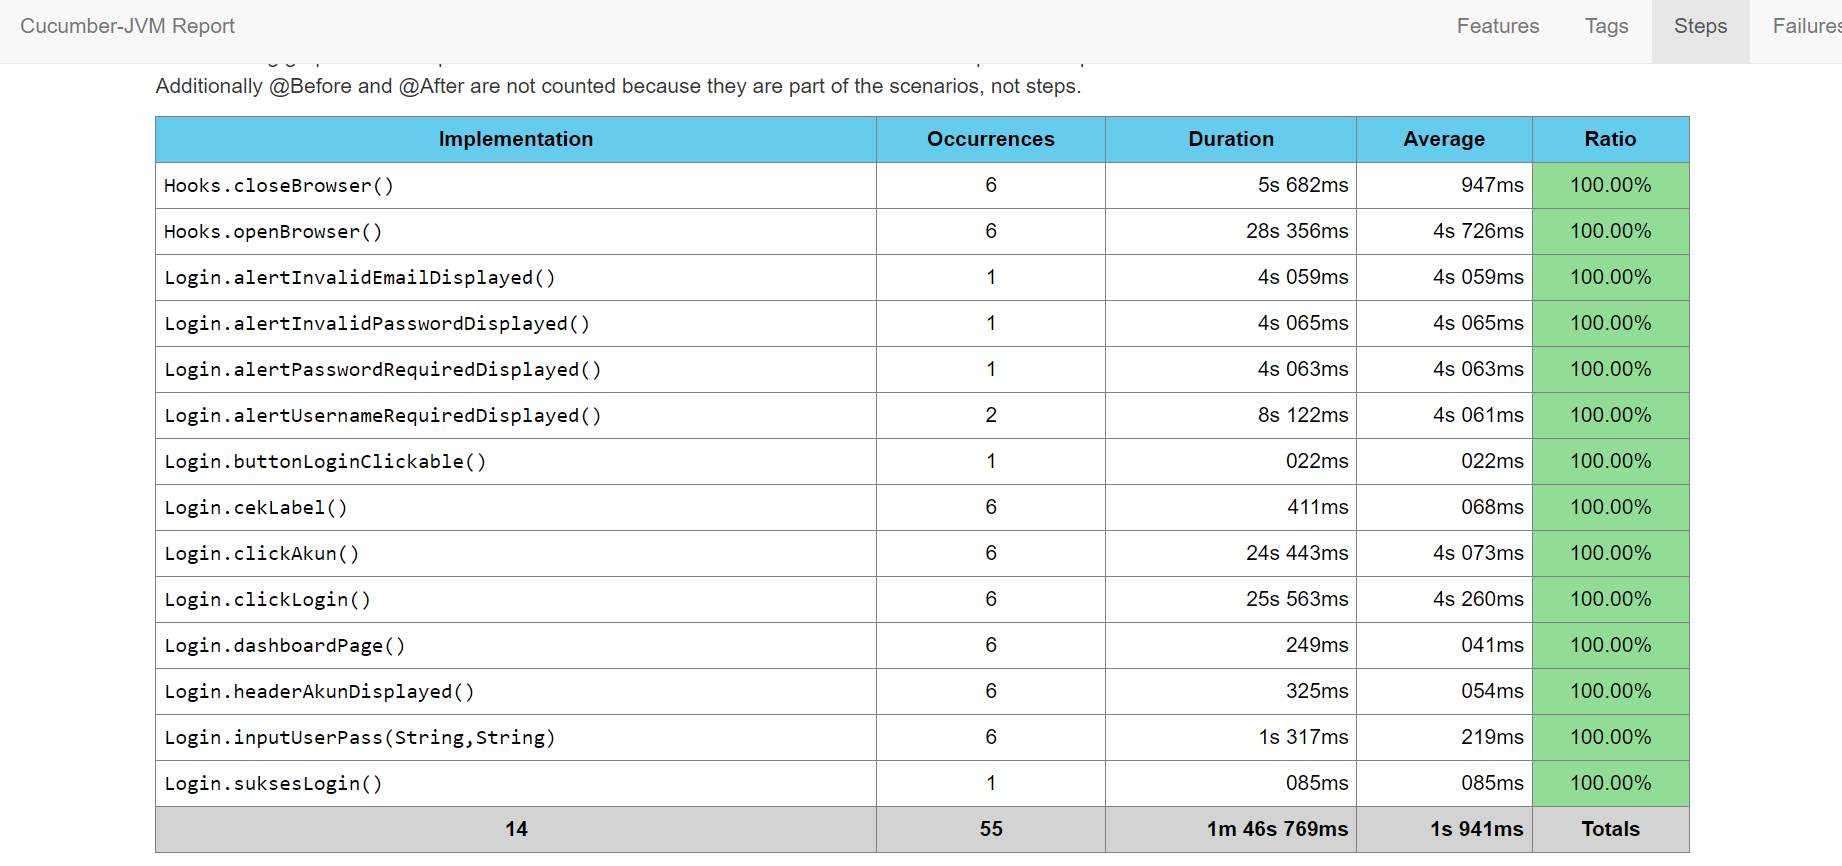 Cucumber-JVM Report Features Tags Steps Failures
Additionally @Before and @After are not counted because they are part of the scenarios, not steps.
Implementation Occurrences Duration Average Ratio
Hooks.closeBrowser() 6 5s 682ms 947ms 100.00%
Hooks.openBrowser() 6 28s 356ms 4s 726ms 100.00%
Login.alertInvalidEmailDisplayed() 1 4s 059ms 4s 059ms 100.00%
Login.alertInvalidPasswordDisplayed() 1 4s 065ms 4s 065ms 100.00%
Login.alertPasswordRequiredDisplayed() 1 4s 063ms 4s 063ms 100.00%
Login.alertUsernameRequiredDisplayed() 2 8s 122ms 4s 061ms 100.00%
Login.buttonLoginClickable() 1 022ms 022ms 100.00%
Login.cekLabel() 6 411ms 068ms 100.00%
Login.clickAkun() 6 24s 443ms 4s 073ms 100.00%
Login.clickLogin() 6 25s 563ms 4s 260ms 100.00%
Login.dashboardPage() 6 249ms 041ms 100.00%
Login.headerAkunDisplayed() 6 325ms 054ms 100.00%
Login.inputUserPass(String,String) 6 1s 317ms 219ms 100.00%
Login.suksesLogin() 1 085ms 085ms 100.00%
14 55 1m 46s 769ms 1s 941ms Totals